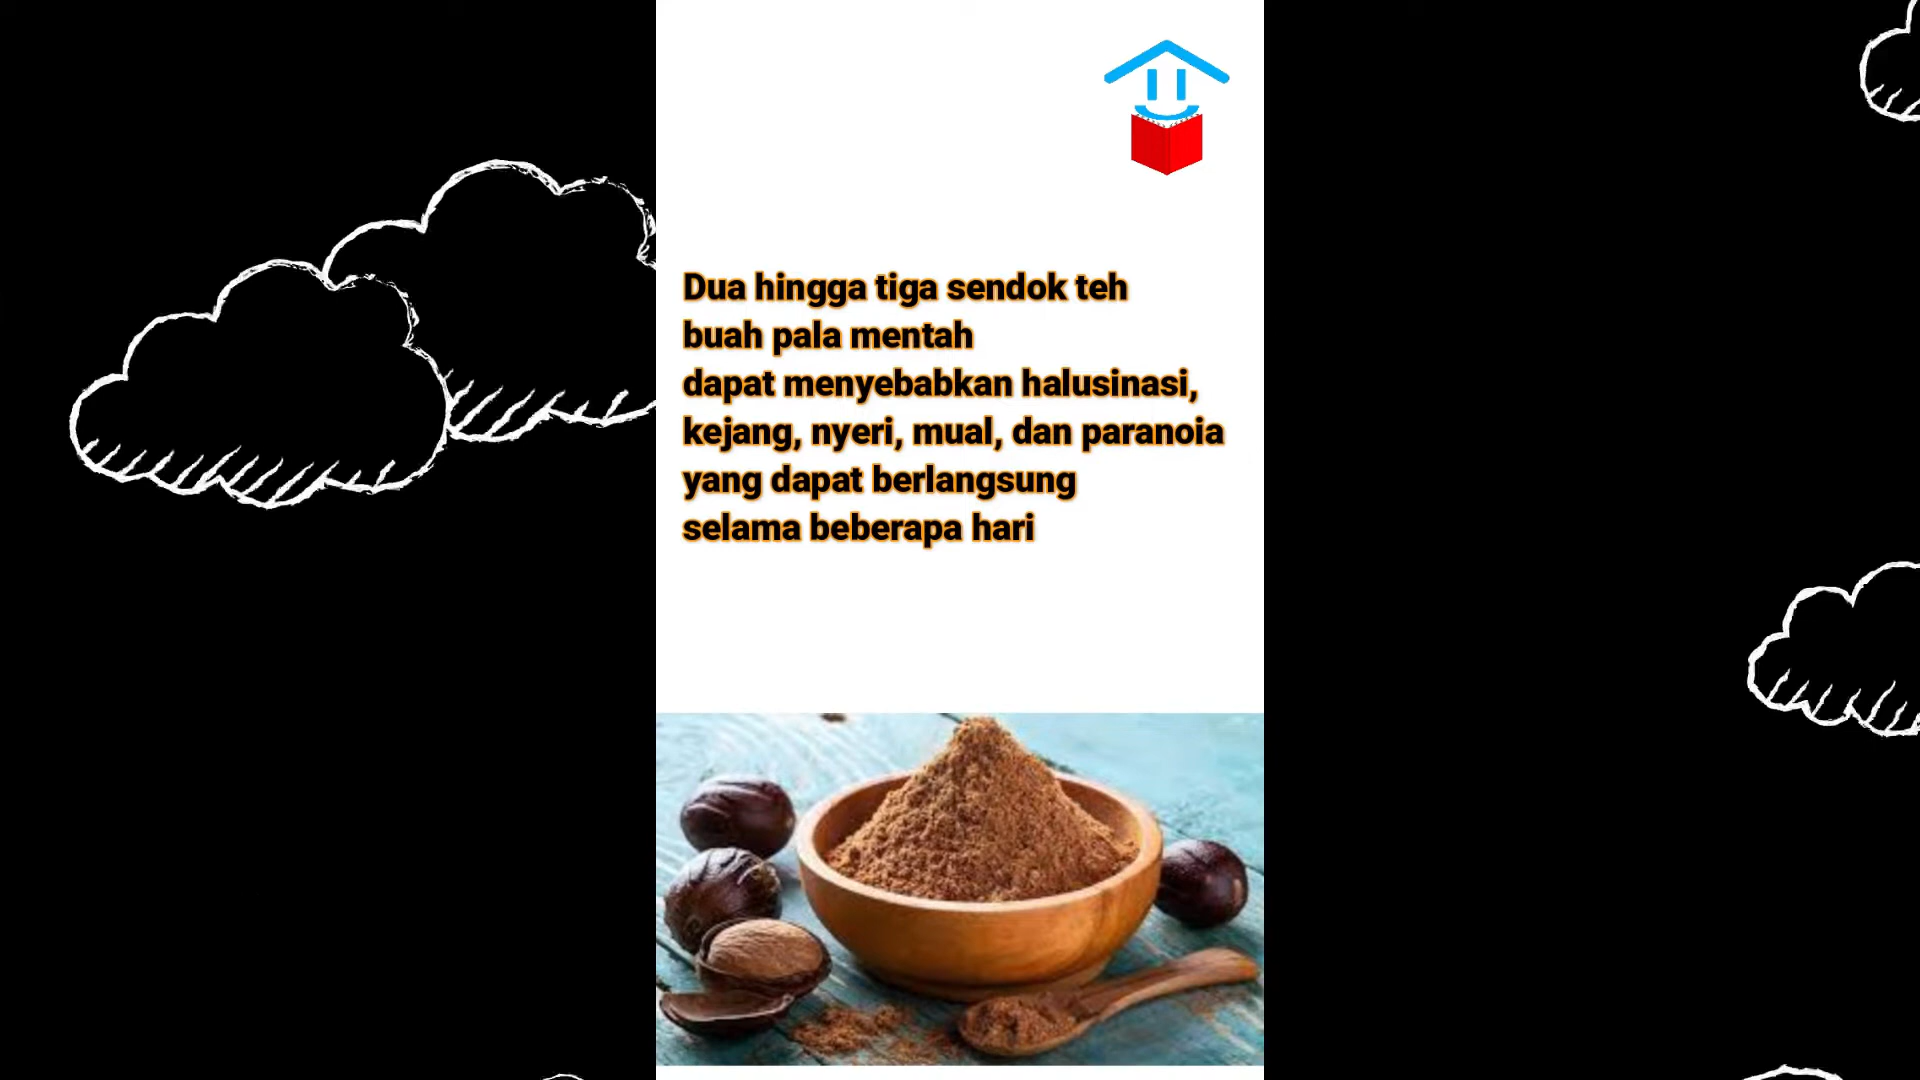 Dua hingga tiga sendok teh
buah pala mentah
dapat menyebabkan halusinasi,
kejang, nyeri, mual, dan paranoia
yang dapat berlangsung
selama beberapa hari